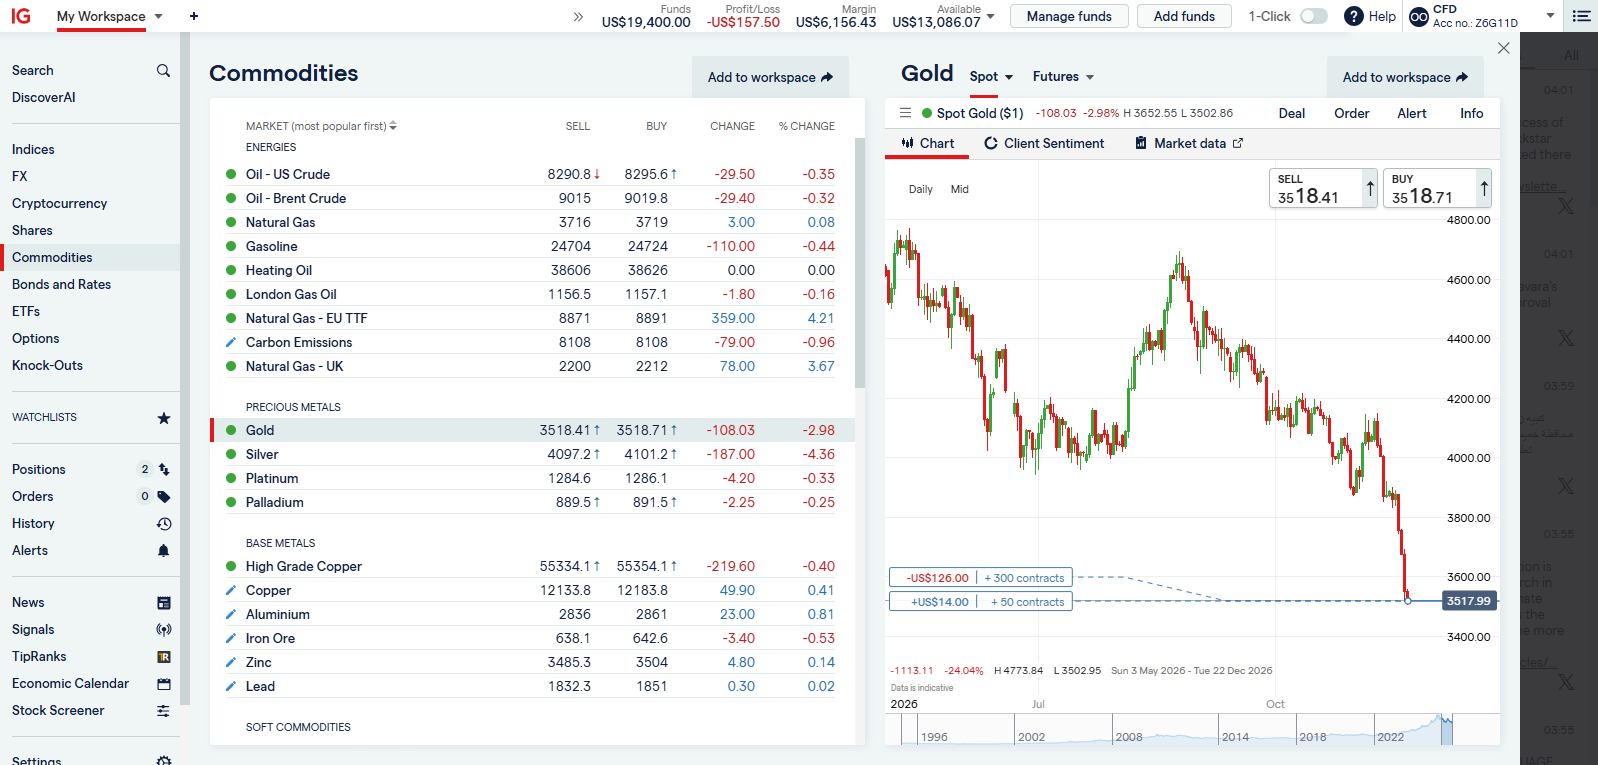 IG
My Workspace
+
Funds
US$19,400.00
Profit/Loss
-US$157.50
Margin
US$6,156.43
Available
US$13,086.07
Manage funds
Add funds
1-Click
Help
CFD
Acc no.: Z6G11D
Search
DiscoverAI
Indices
FX
Cryptocurrency
Shares
Commodities
Bonds and Rates
ETFs
Options
Knock-Outs
WATCHLISTS
Positions 2
Orders 0
History
Alerts
News
Signals
TipRanks
Economic Calendar
Stock Screener
Settings
Commodities
Add to workspace
MARKET (most popular first) SELL BUY CHANGE % CHANGE
ENERGIES
Oil - US Crude 8290.8 ↓ 8295.6 ↑ -29.50 -0.35
Oil - Brent Crude 9015 9019.8 -29.40 -0.32
Natural Gas 3716 3719 3.00 0.08
Gasoline 24704 24724 -110.00 -0.44
Heating Oil 38606 38626 0.00 0.00
London Gas Oil 1156.5 1157.1 -1.80 -0.16
Natural Gas - EU TTF 8871 8891 359.00 4.21
Carbon Emissions 8108 8108 -79.00 -0.96
Natural Gas - UK 2200 2212 78.00 3.67
PRECIOUS METALS
Gold 3518.41 ↑ 3518.71 ↑ -108.03 -2.98
Silver 4097.2 ↑ 4101.2 ↑ -187.00 -4.36
Platinum 1284.6 1286.1 -4.20 -0.33
Palladium 889.5 ↑ 891.5 ↑ -2.25 -0.25
BASE METALS
High Grade Copper 55334.1 ↑ 55354.1 ↑ -219.60 -0.40
Copper 12133.8 12183.8 49.90 0.41
Aluminium 2836 2861 23.00 0.81
Iron Ore 638.1 642.6 -3.40 -0.53
Zinc 3485.3 3504 4.80 0.14
Lead 1832.3 1851 0.30 0.02
SOFT COMMODITIES
Gold
Spot
Futures
Add to workspace
Spot Gold ($1) -108.03 -2.98% H 3652.55 L 3502.86
Deal Order Alert Info
Chart Client Sentiment Market data
Daily Mid
SELL
3518.41 ↑
BUY
3518.71 ↑
4800.00
4600.00
4400.00
4200.00
4000.00
3800.00
3600.00
3400.00
-US$126.00 + 300 contracts
+US$14.00 + 50 contracts
3517.99
-1113.11 -24.04% H 4773.84 L 3502.95 Sun 3 May 2026 - Tue 22 Dec 2026
Data is indicative
2026 Jul Oct
1996 2002 2008 2014 2018 2022
All
04:01
04:01
03:59
03:55
03:55